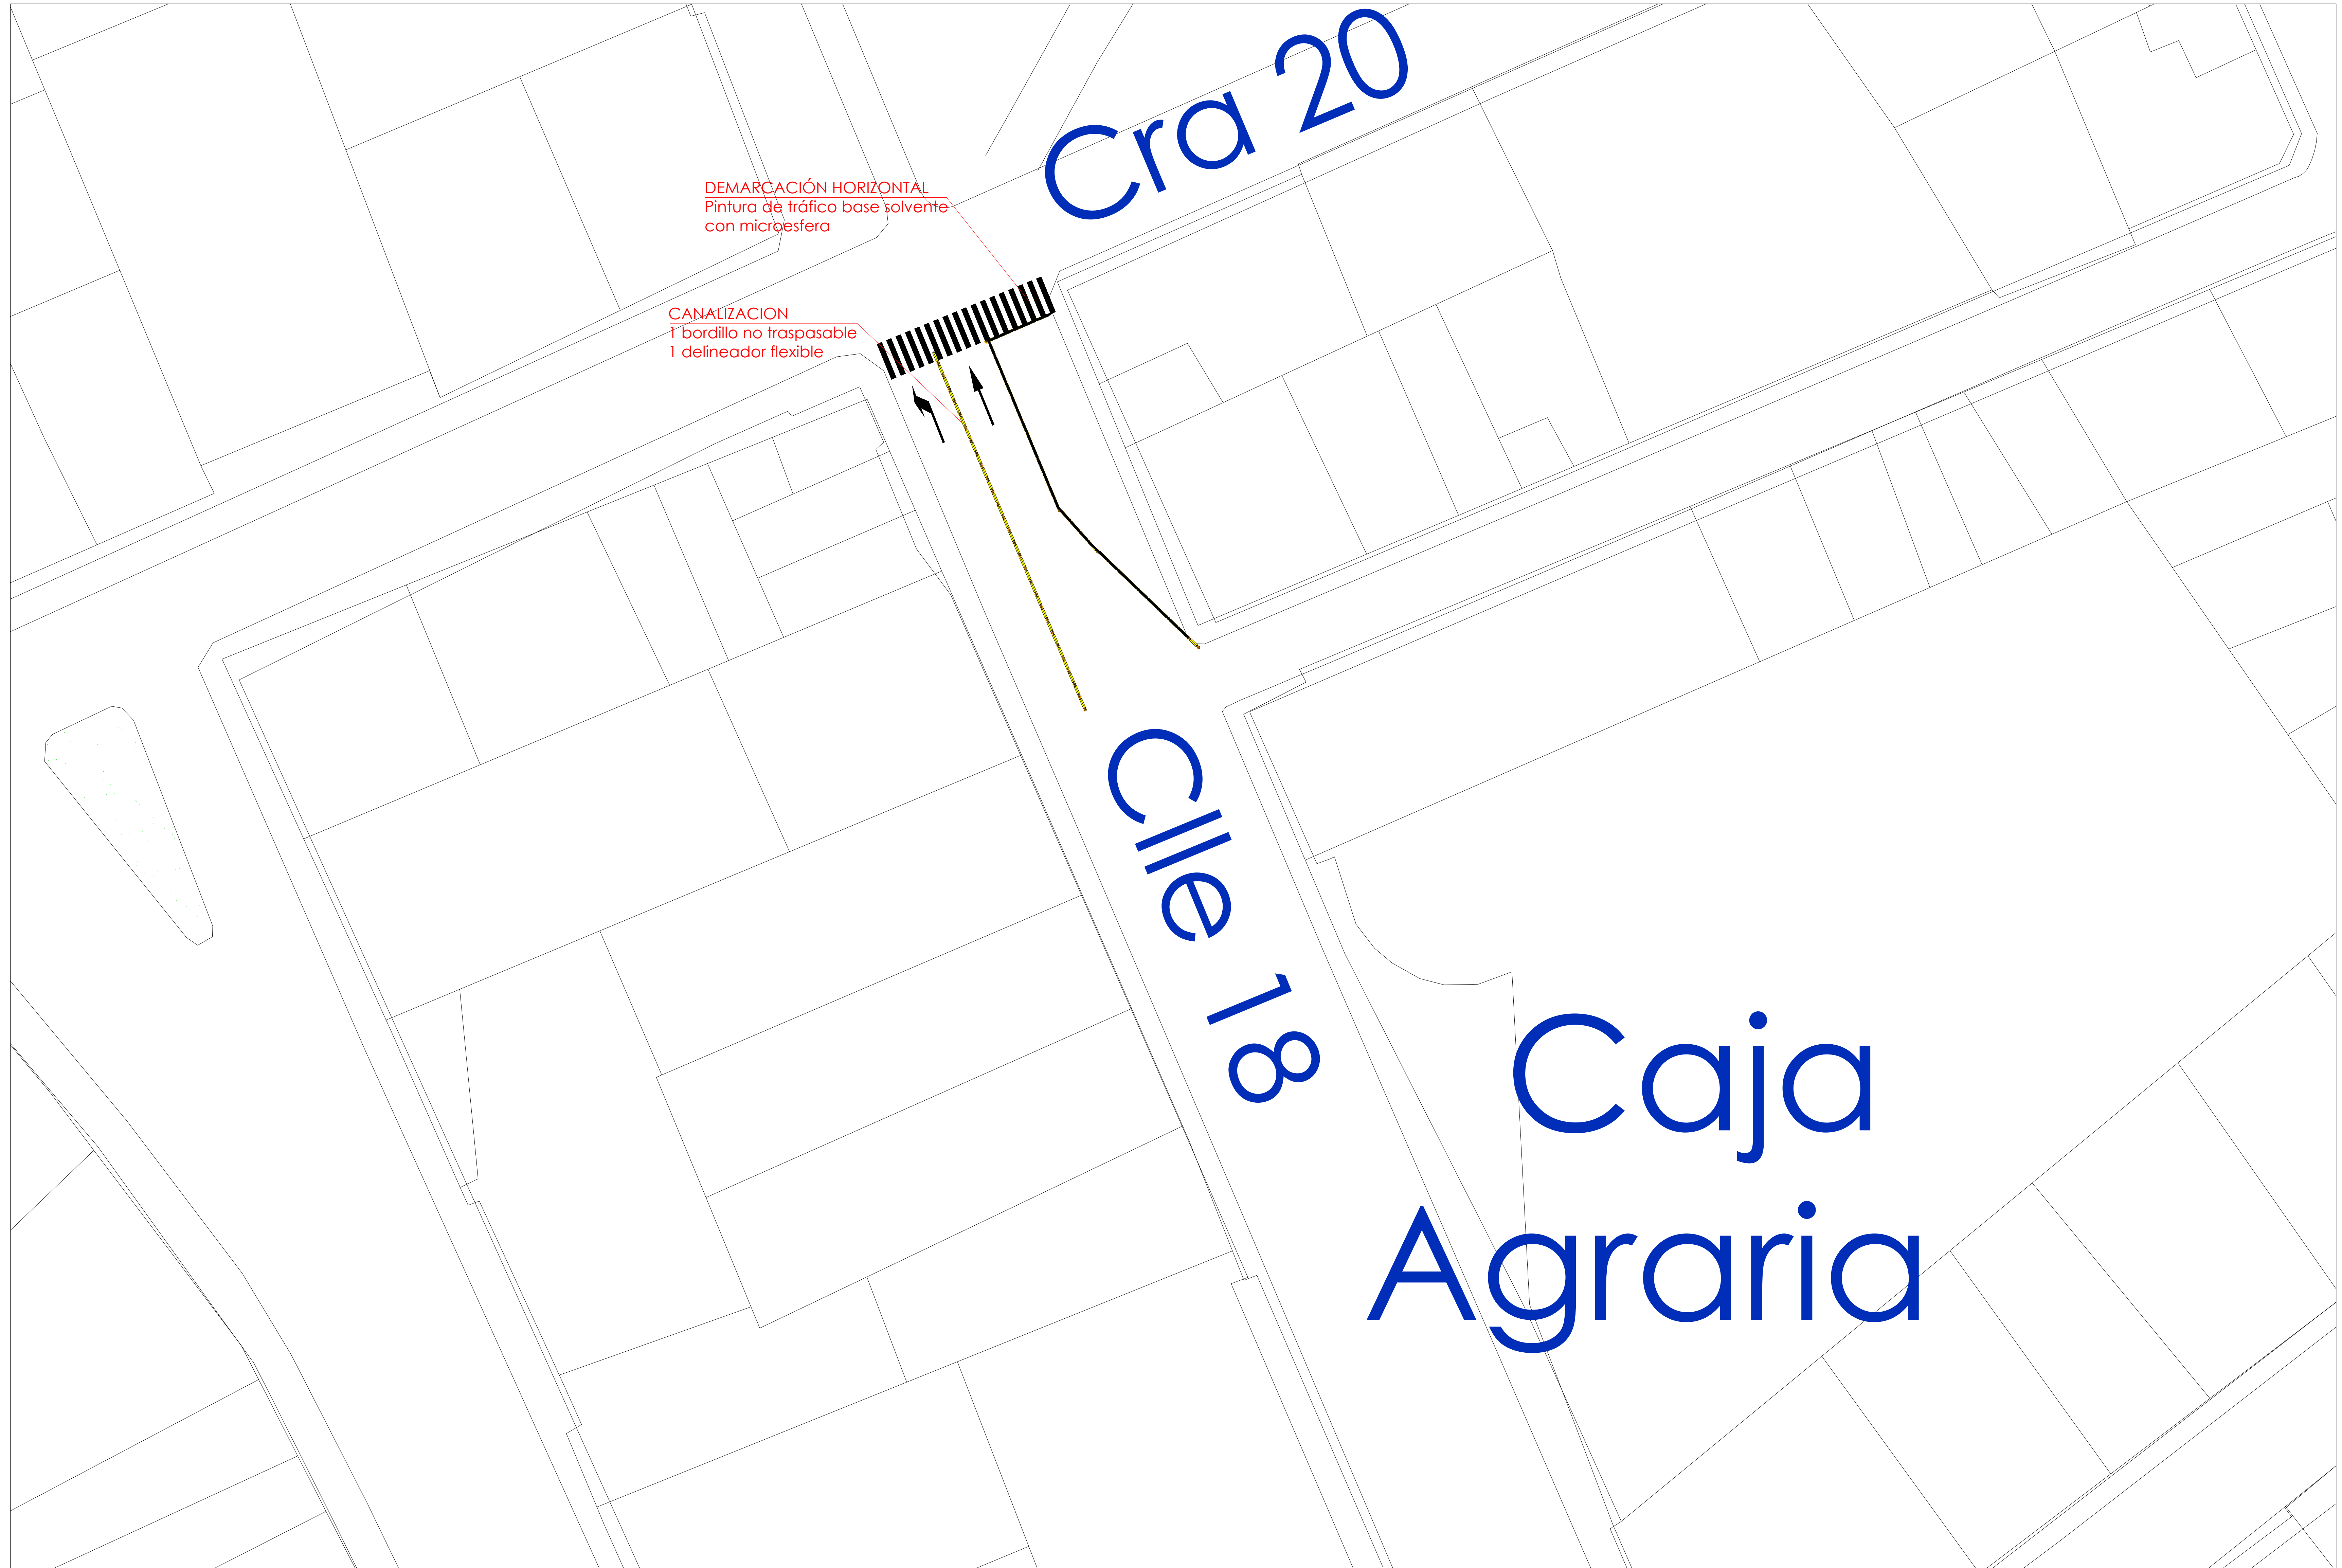 Cra 20
DEMARCACIÓN HORIZONTAL
Pintura de tráfico base solvente
con microesfera
CANALIZACION
1 bordillo no traspasable
1 delineador flexible
Clle 18
Caja
Agraria